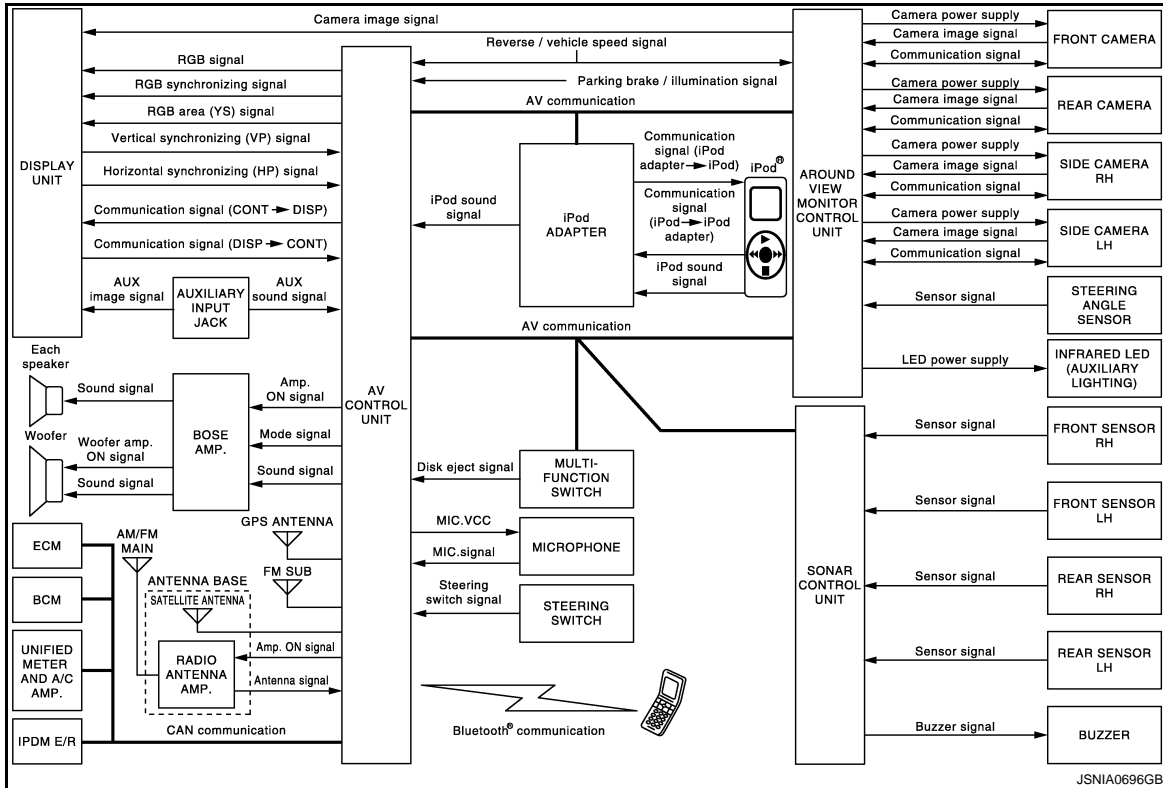 Camera image signal
Reverse / vehicle speed signal
RGB signal
RGB synchronizing signal
Parking brake / illumination signal
RGB area (YS) signal
AV communication
Vertical synchronizing (VP) signal
DISPLAY
UNIT
Horizontal synchronizing (HP) signal
Communication signal (CONT → DISP)
Communication signal (DISP → CONT)
AUX
image signal
AUXILIARY
INPUT
JACK
AUX
sound signal
iPod sound
signal
iPod
ADAPTER
Communication
signal (iPod
adapter→iPod)
Communication
signal
(iPod→iPod
adapter)
iPod sound
signal
iPod®
AV communication
AROUND
VIEW
MONITOR
CONTROL
UNIT
Camera power supply
Camera image signal
Communication signal
FRONT CAMERA
Camera power supply
Camera image signal
Communication signal
REAR CAMERA
Camera power supply
Camera image signal
Communication signal
SIDE CAMERA
RH
Camera power supply
Camera image signal
Communication signal
SIDE CAMERA
LH
Sensor signal
STEERING
ANGLE
SENSOR
LED power supply
INFRARED LED
(AUXILIARY
LIGHTING)
Each
speaker
Sound signal
Woofer
Woofer amp.
ON signal
Sound signal
BOSE
AMP.
Amp.
ON signal
Mode signal
Sound signal
AV
CONTROL
UNIT
Disk eject signal
MULTI-
FUNCTION
SWITCH
MIC.VCC
MIC.signal
MICROPHONE
Steering
switch signal
STEERING
SWITCH
GPS ANTENNA
AM/FM
MAIN
FM SUB
ANTENNA BASE
SATELLITE ANTENNA
RADIO
ANTENNA
AMP.
Amp. ON signal
Antenna signal
ECM
BCM
UNIFIED
METER
AND A/C
AMP.
IPDM E/R
CAN communication
Bluetooth® communication
SONAR
CONTROL
UNIT
Sensor signal
FRONT SENSOR
RH
Sensor signal
FRONT SENSOR
LH
Sensor signal
REAR SENSOR
RH
Sensor signal
REAR SENSOR
LH
Buzzer signal
BUZZER
JSNIA0696GB